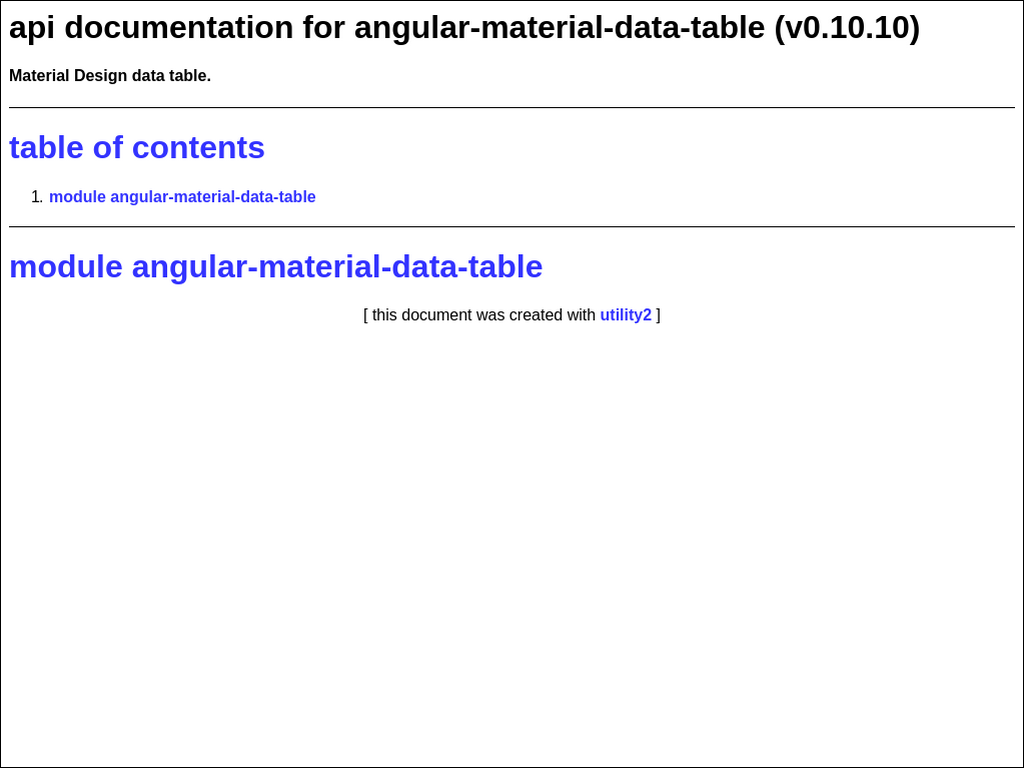 api documentation for angular-material-data-table (v0.10.10)
Material Design data table.
table of contents
1. module angular-material-data-table
module angular-material-data-table
[ this document was created with utility2 ]